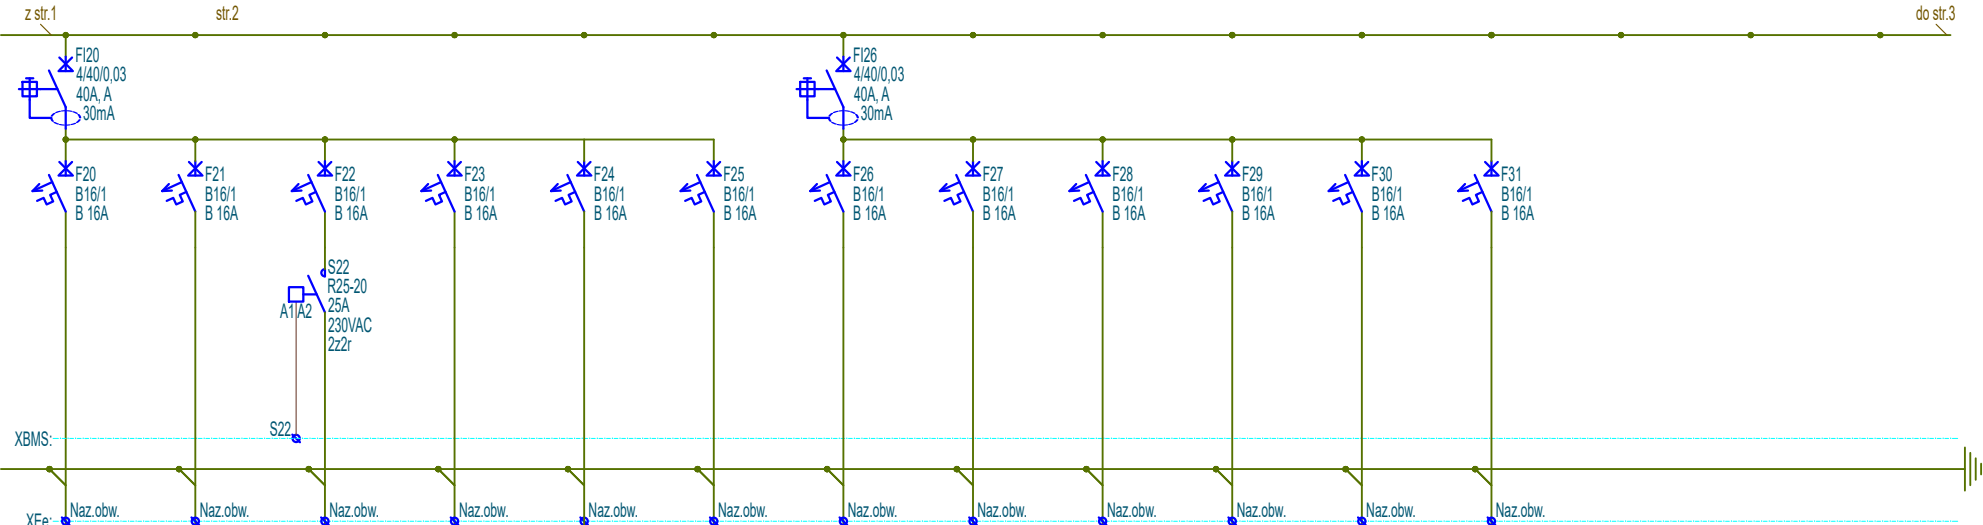 z str.1
str.2
do str.3
FI20
4/40/0,03
40A, A
30mA
FI26
4/40/0,03
40A, A
30mA
F20
B16/1
B 16A
F21
B16/1
B 16A
F22
B16/1
B 16A
F23
B16/1
B 16A
F24
B16/1
B 16A
F25
B16/1
B 16A
F26
B16/1
B 16A
F27
B16/1
B 16A
F28
B16/1
B 16A
F29
B16/1
B 16A
F30
B16/1
B 16A
F31
B16/1
B 16A
S22
R25-20
25A
230VAC
2z2r
A1 A2
S22
XBMS:
Naz.obw.
Naz.obw.
Naz.obw.
Naz.obw.
Naz.obw.
Naz.obw.
Naz.obw.
Naz.obw.
Naz.obw.
Naz.obw.
Naz.obw.
Naz.obw.
XEe: